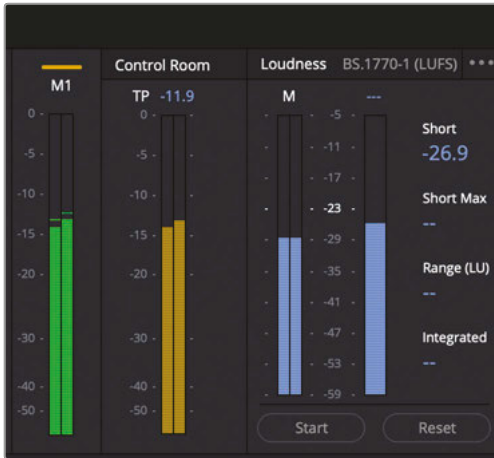 Control Room
Loudness BS.1770-1 (LUFS) •••
M1
TP -11.9
M ---
0 - 0 - -5 -
-5 - -5 - -11 -
-10 - -10 - -17 -
-15 - -15 - -23 -
-20 - -20 - -29 -
-35 -
-30 - -30 - -41 -
-40 - -40 - -47 -
-50 - -50 - -53 -
-59 -
Short
-26.9
Short Max
--
Range (LU)
--
Integrated
--
Start Reset